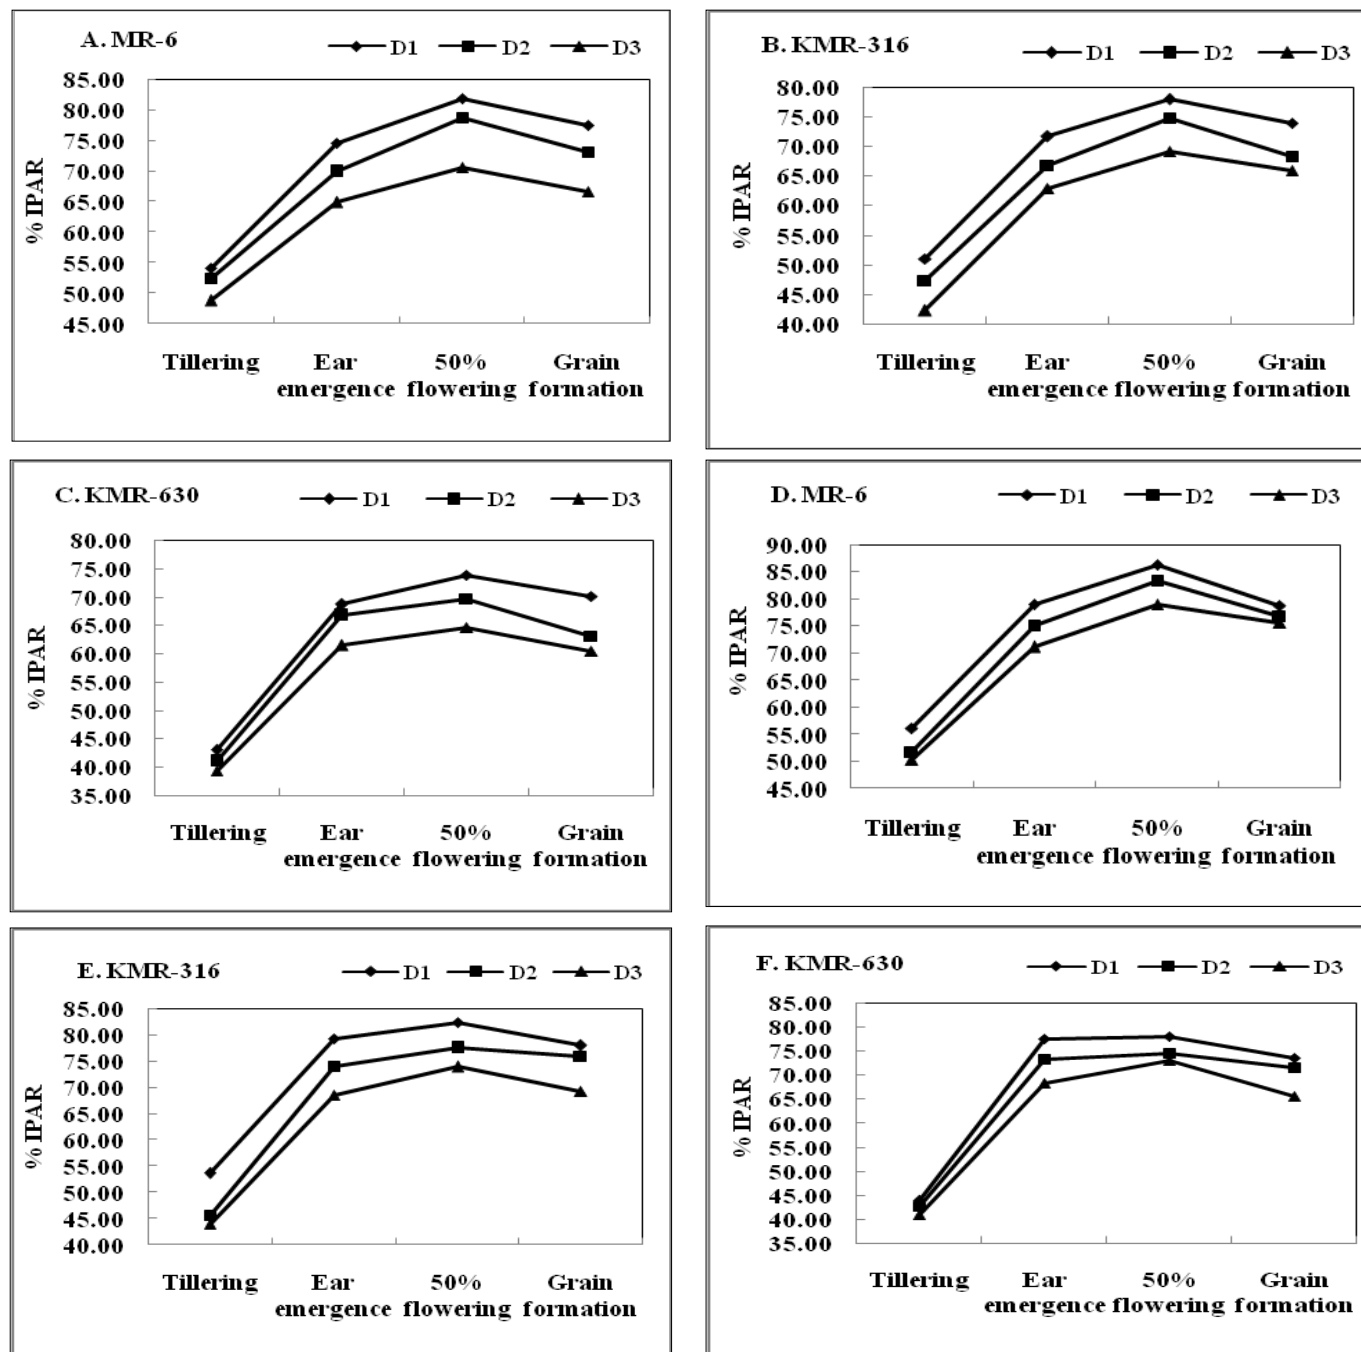 A. MR-6
D1 D2 D3
85.00
80.00
75.00
70.00
65.00
60.00
55.00
50.00
45.00
% IPAR
Tillering Ear 50% Grain
emergence flowering formation
B. KMR-316
D1 D2 D3
80.00
75.00
70.00
65.00
60.00
55.00
50.00
45.00
40.00
% IPAR
Tillering Ear 50% Grain
emergence flowering formation
C. KMR-630
D1 D2 D3
80.00
75.00
70.00
65.00
60.00
55.00
50.00
45.00
40.00
35.00
% IPAR
Tillering Ear 50% Grain
emergence flowering formation
D. MR-6
D1 D2 D3
90.00
85.00
80.00
75.00
70.00
65.00
60.00
55.00
50.00
45.00
% IPAR
Tillering Ear 50% Grain
emergence flowering formation
E. KMR-316
D1 D2 D3
85.00
80.00
75.00
70.00
65.00
60.00
55.00
50.00
45.00
40.00
% IPAR
Tillering Ear 50% Grain
emergence flowering formation
F. KMR-630
D1 D2 D3
85.00
80.00
75.00
70.00
65.00
60.00
55.00
50.00
45.00
40.00
35.00
% IPAR
Tillering Ear 50% Grain
emergence flowering formation